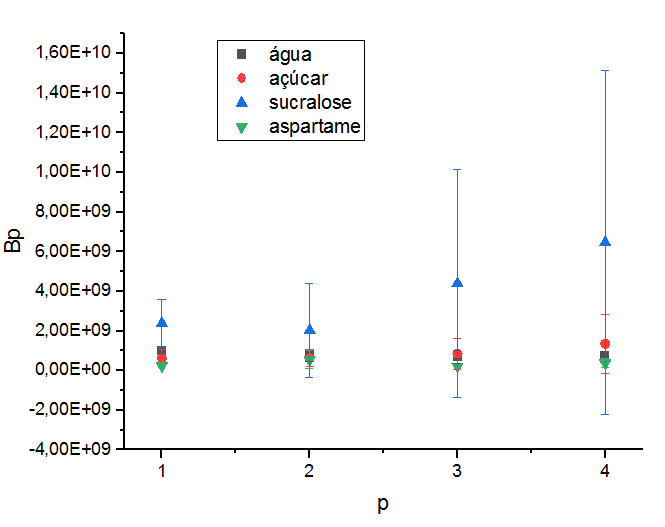 água
açúcar
sucralose
aspartame
1,60E+10
1,40E+10
1,20E+10
1,00E+10
8,00E+09
6,00E+09
4,00E+09
2,00E+09
0,00E+00
-2,00E+09
-4,00E+09
Bp
1 2 3 4
p